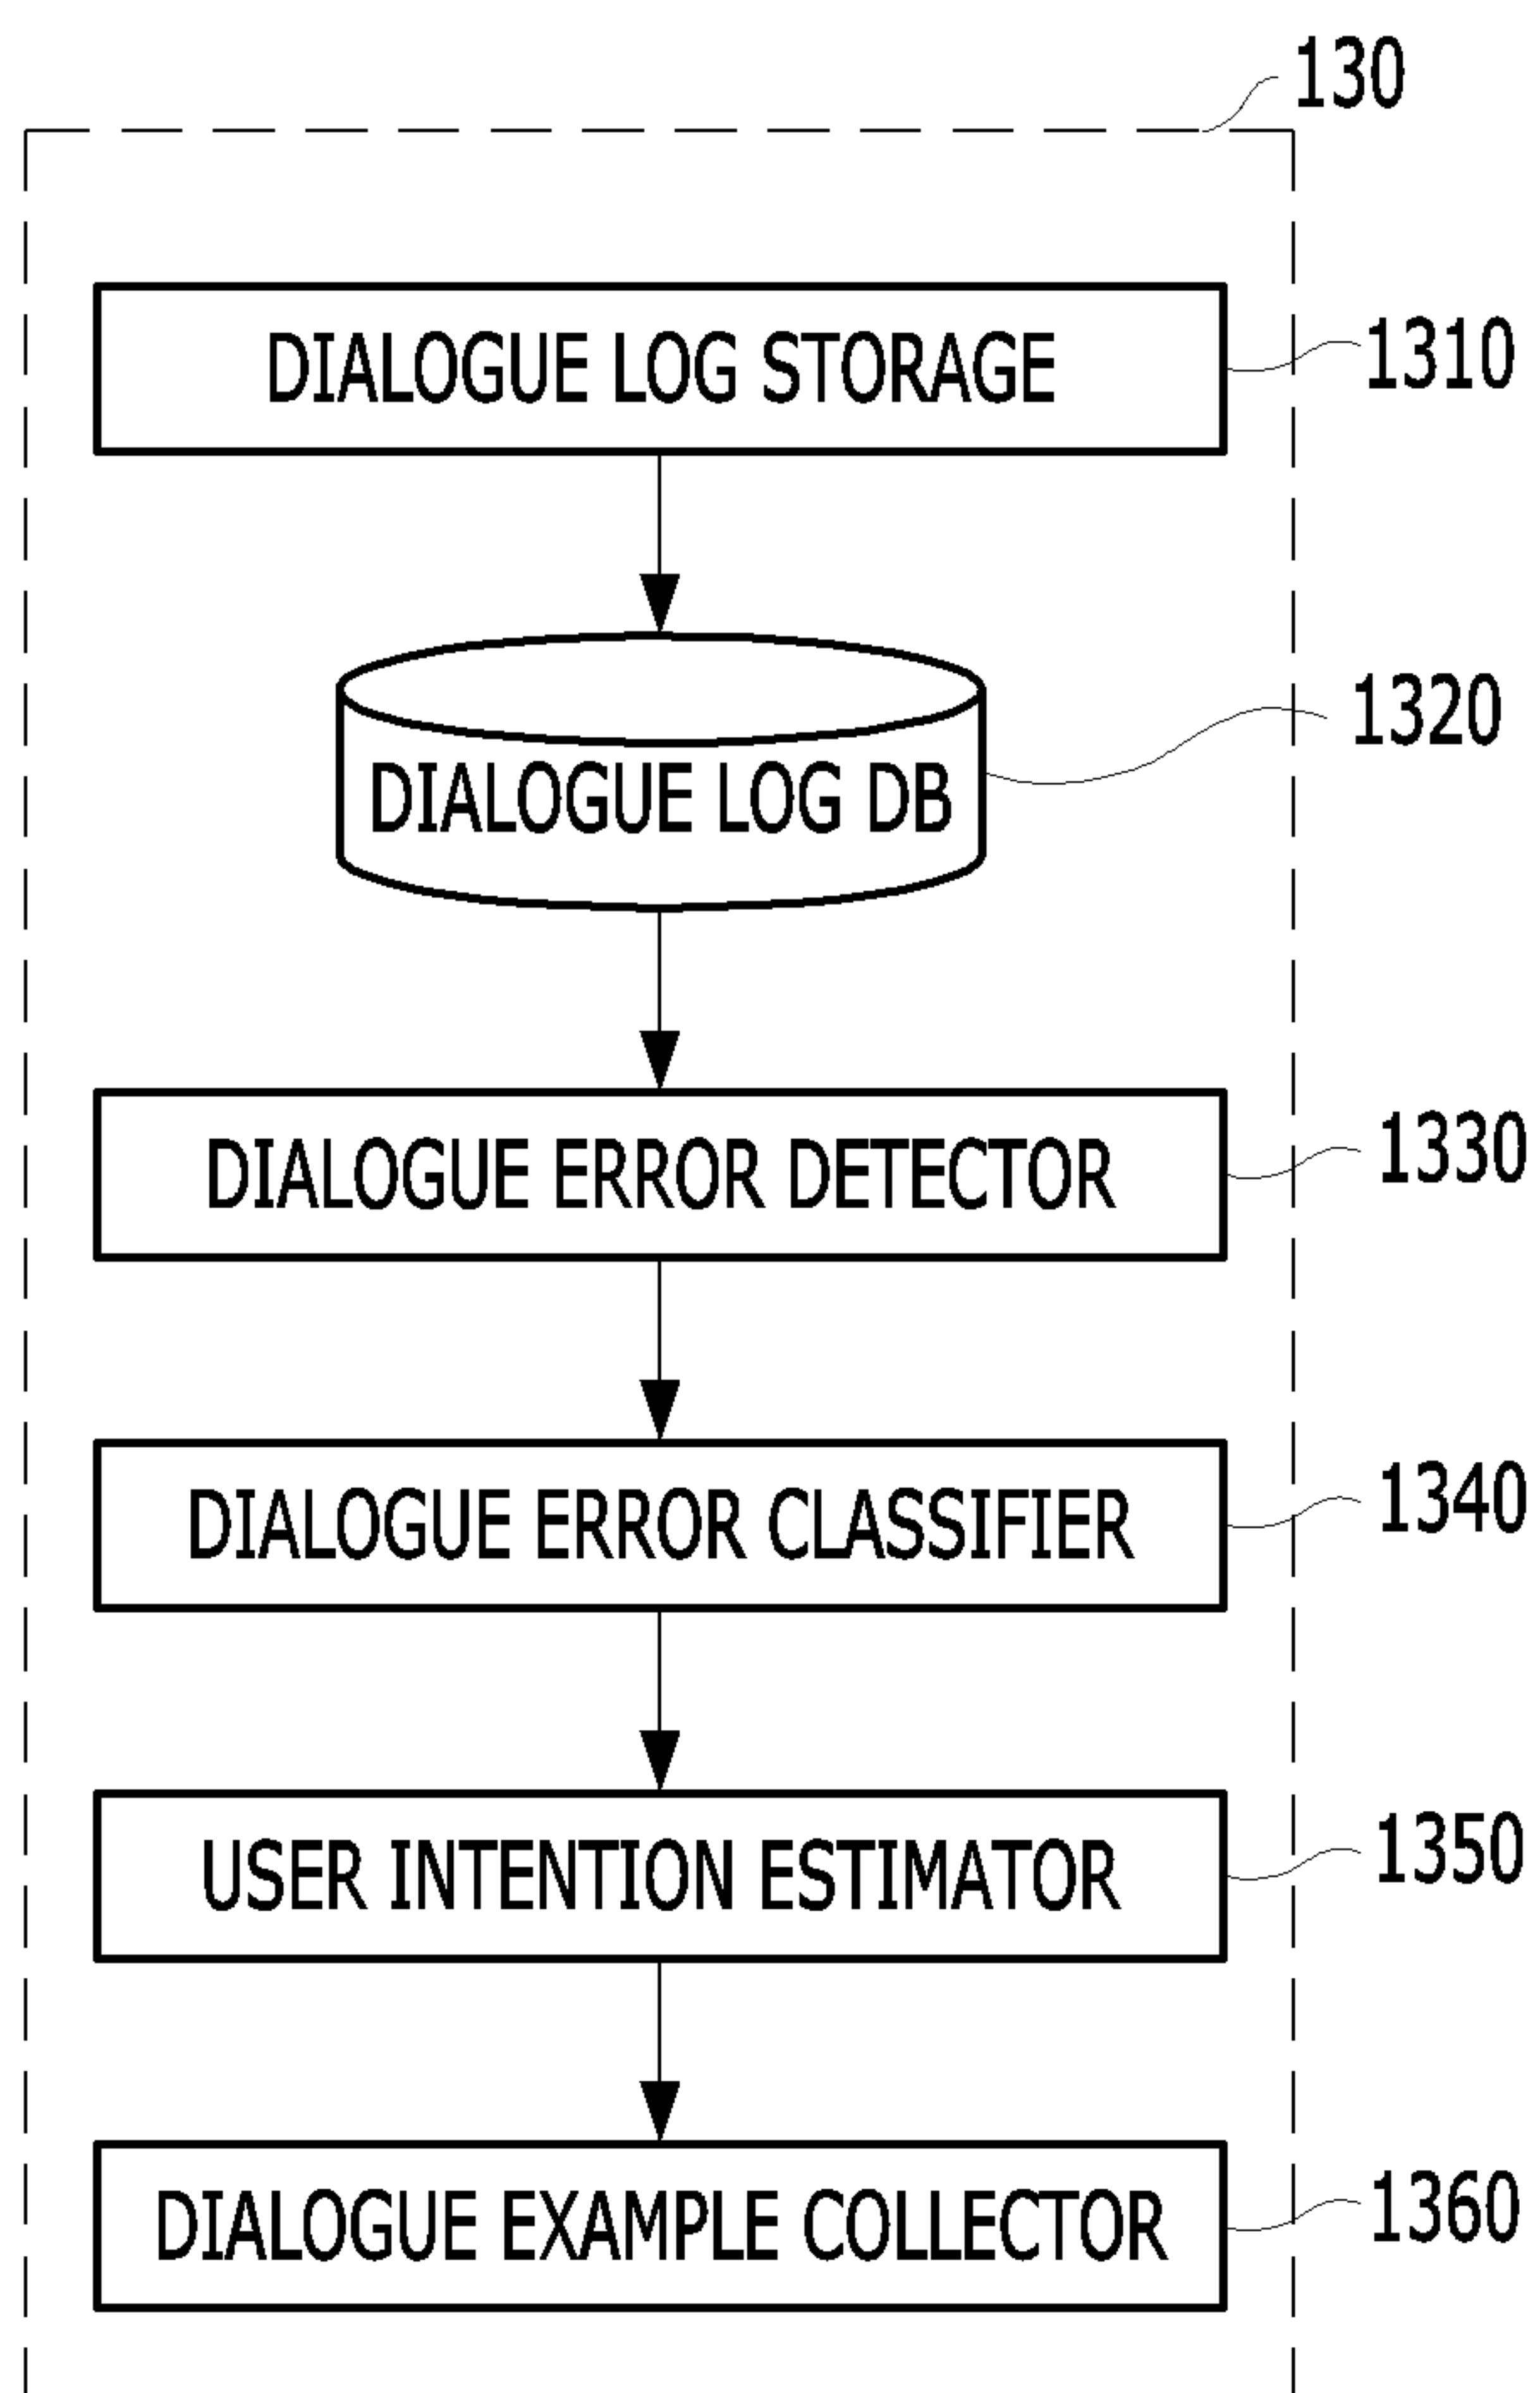 130
DIALOGUE LOG STORAGE
1310
1320
DIALOGUE LOG DB
DIALOGUE ERROR DETECTOR
1330
DIALOGUE ERROR CLASSIFIER
1340
USER INTENTION ESTIMATOR
1350
DIALOGUE EXAMPLE COLLECTOR
1360